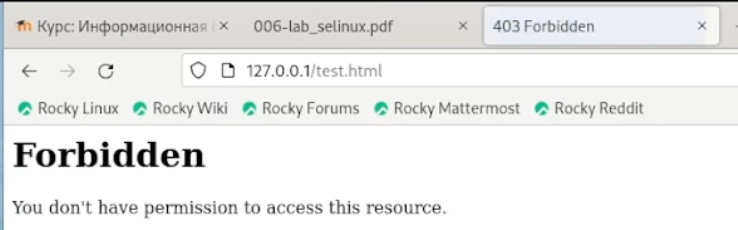 Курс: Информационная
006-lab_selinux.pdf
403 Forbidden
127.0.0.1/test.html
Rocky Linux
Rocky Wiki
Rocky Forums
Rocky Mattermost
Rocky Reddit
Forbidden
You don't have permission to access this resource.